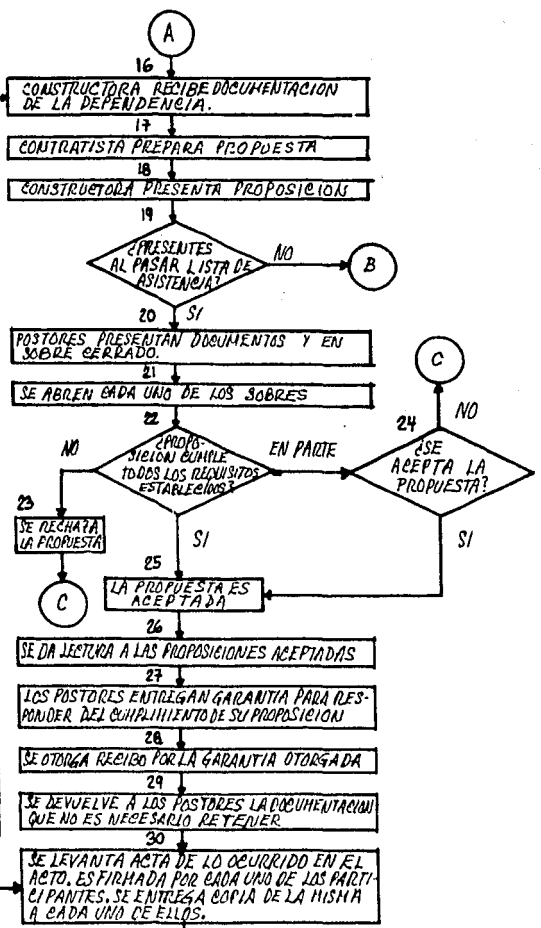 A
16
CONSTRUCTORA RECIBE DOCUMENTACION
DE LA DEPENDENCIA.
17
CONTRATISTA PREPARA PROPUESTA
18
CONSTRUCTORA PRESENTA PROPOSICION
19
¿PRESENTES
AL PASAR LISTA DE
ASISTENCIA?
NO
B
SI
20
POSTORES PRESENTAN DOCUMENTOS Y EN
SOBRE CERRADO.
21
SE ABREN CADA UNO DE LOS SOBRES
22
¿PROPO-
SICION CUMPLE
TODOS LOS REQUISITOS
ESTABLECIDOS?
NO
EN PARTE
SI
23
SE RECHAZA
LA PROPUESTA
C
24
¿SE
ACEPTA LA
PROPUESTA?
NO
C
SI
25
LA PROPUESTA ES
ACEPTADA
26
SE DA LECTURA A LAS PROPOSICIONES ACEPTADAS
27
LOS POSTORES ENTREGAN GARANTIA PARA RES-
PONDER DEL CUMPLIMIENTO DE SU PROPOSICION
28
SE OTORGA RECIBO POR LA GARANTIA OTORGADA
29
SE DEVUELVE A LOS POSTORES LA DOCUMENTACION
QUE NO ES NECESARIO RETENER
30
SE LEVANTA ACTA DE LO OCURRIDO EN EL
ACTO. ES FIRMADA POR CADA UNO DE LOS PARTI-
CIPANTES. SE ENTREGA COPIA DE LA MISMA
A CADA UNO DE ELLOS.